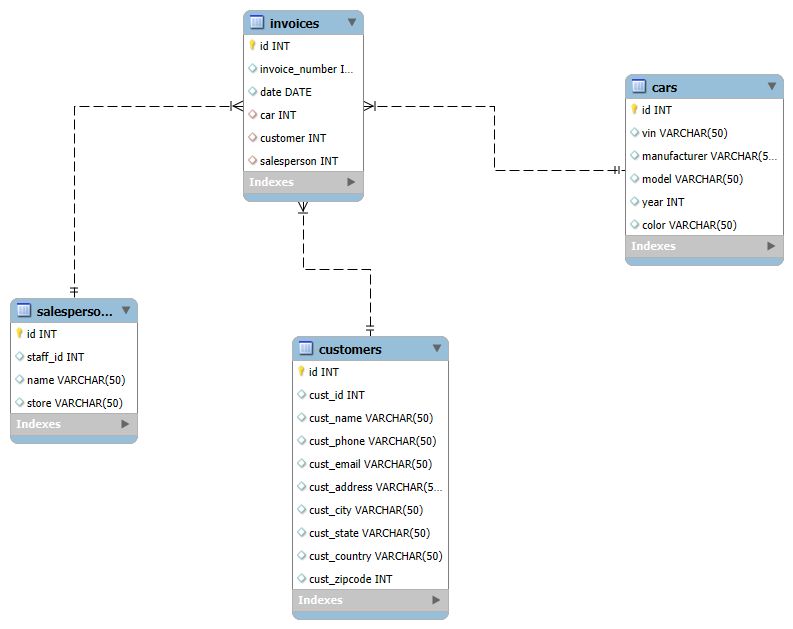 invoices
id INT
invoice_number I...
date DATE
car INT
customer INT
salesperson INT
Indexes
cars
id INT
vin VARCHAR(50)
manufacturer VARCHAR(5...
model VARCHAR(50)
year INT
color VARCHAR(50)
Indexes
salesperso...
id INT
staff_id INT
name VARCHAR(50)
store VARCHAR(50)
Indexes
customers
id INT
cust_id INT
cust_name VARCHAR(50)
cust_phone VARCHAR(50)
cust_email VARCHAR(50)
cust_address VARCHAR(5...
cust_city VARCHAR(50)
cust_state VARCHAR(50)
cust_country VARCHAR(50)
cust_zipcode INT
Indexes